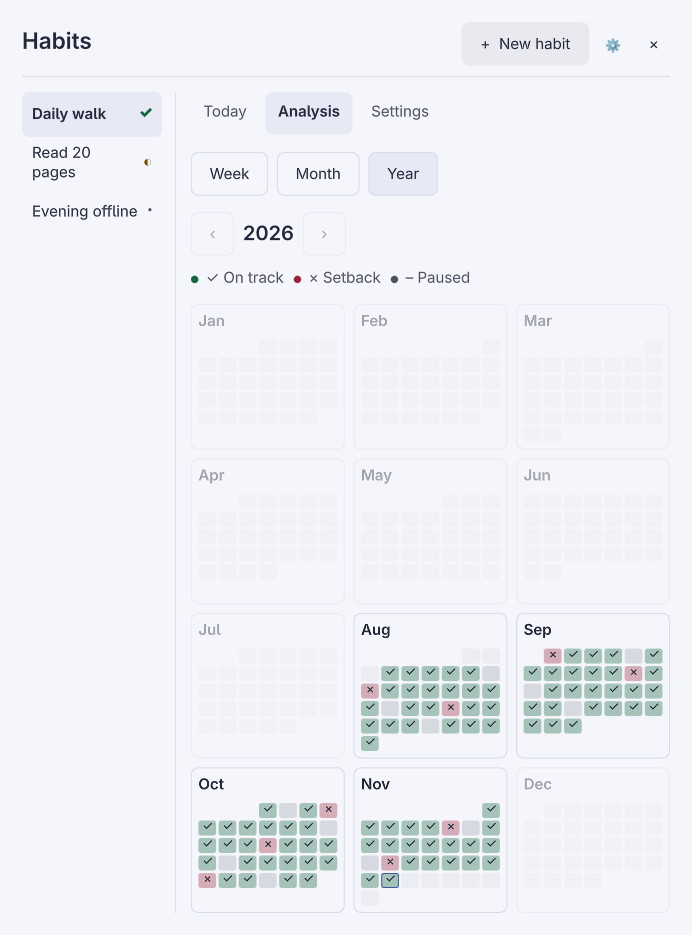 Habits
+ New habit
×
Daily walk ✓
Read 20
pages
Evening offline
Today Analysis Settings
Week Month Year
‹ 2026 ›
✓ On track × Setback – Paused
Jan Feb Mar
Apr May Jun
Jul Aug Sep
Oct Nov Dec